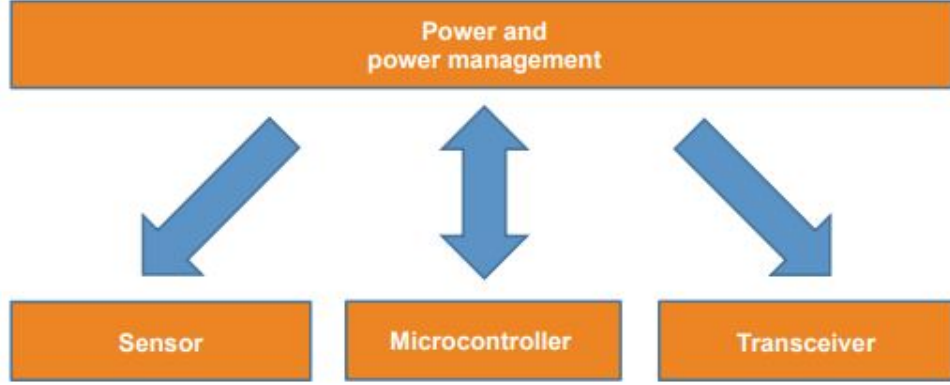 Power and
power management
Sensor
Microcontroller
Transceiver